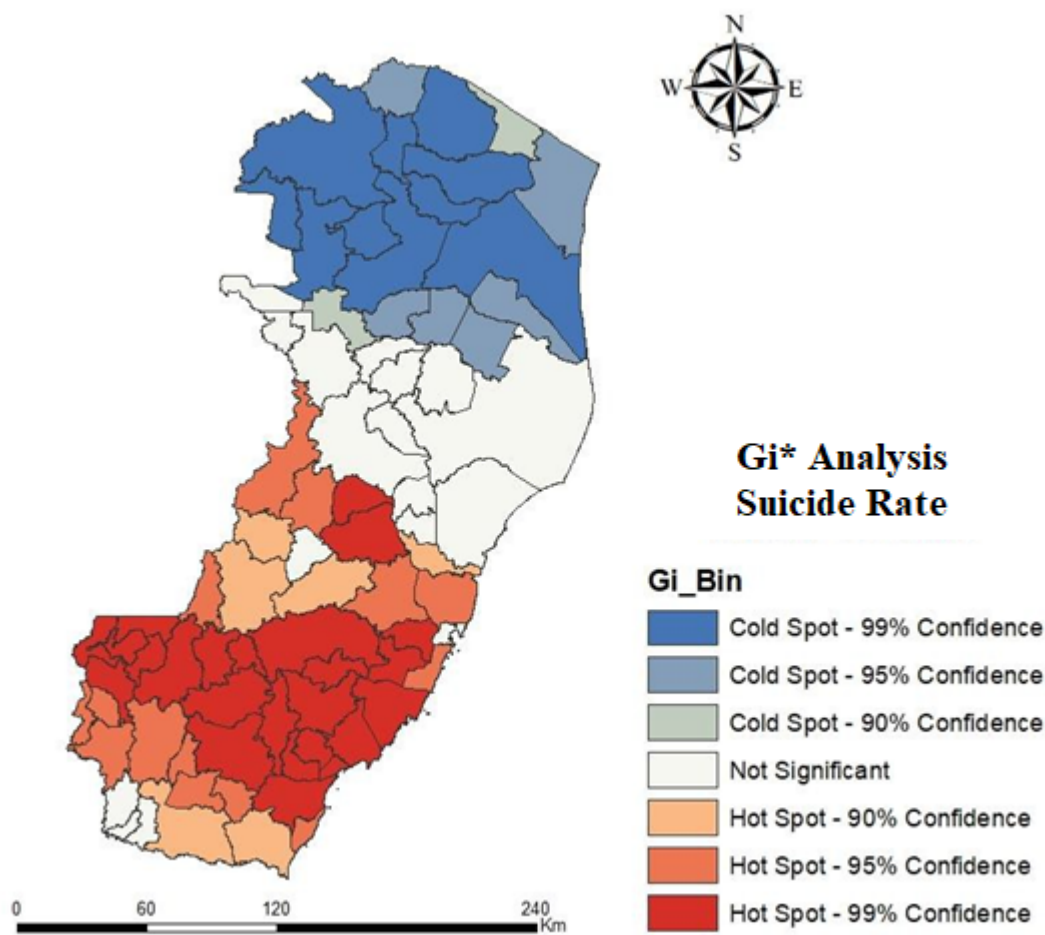 N
W E
S
Gi* Analysis
Suicide Rate
Gi_Bin
Cold Spot - 99% Confidence
Cold Spot - 95% Confidence
Cold Spot - 90% Confidence
Not Significant
Hot Spot - 90% Confidence
Hot Spot - 95% Confidence
Hot Spot - 99% Confidence
0 60 120 240
Km